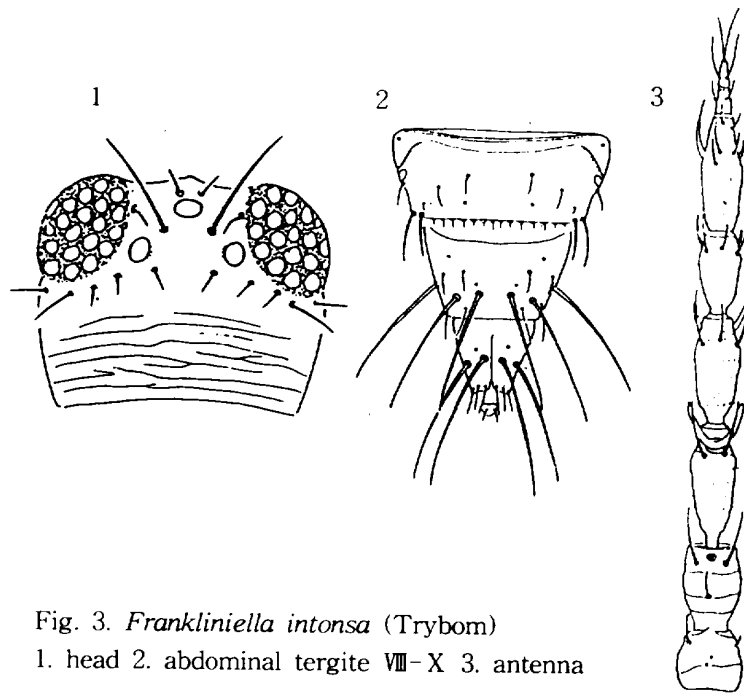 1
2
3
Fig. 3. Frankliniella intonsa (Trybom)
1. head 2. abdominal tergite Ⅷ-Ⅹ 3. antenna